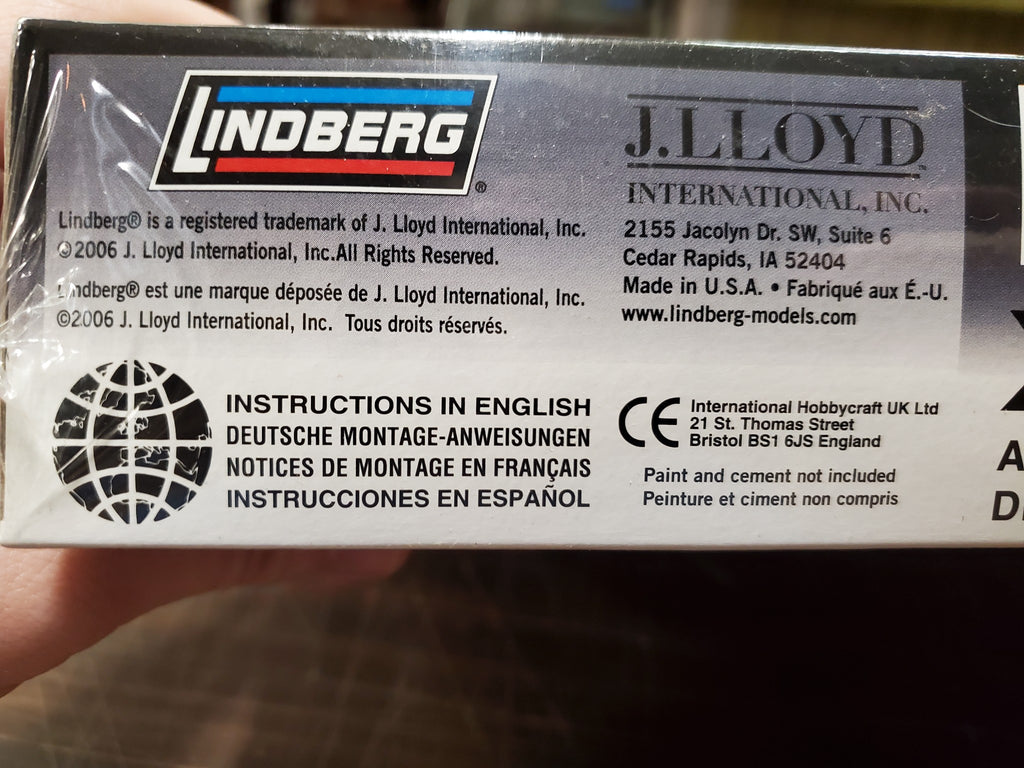 LINDBERG®
Lindberg® is a registered trademark of J. Lloyd International, Inc.
©2006 J. Lloyd International, Inc.All Rights Reserved.
Lindberg® est une marque déposée de J. Lloyd International, Inc.
©2006 J. Lloyd International, Inc. Tous droits réservés.
J.LLOYD
INTERNATIONAL, INC.
2155 Jacolyn Dr. SW, Suite 6
Cedar Rapids, IA 52404
Made in U.S.A. • Fabriqué aux É.-U.
www.lindberg-models.com
INSTRUCTIONS IN ENGLISH
DEUTSCHE MONTAGE-ANWEISUNGEN
NOTICES DE MONTAGE EN FRANÇAIS
INSTRUCCIONES EN ESPAÑOL
CE
International Hobbycraft UK Ltd
21 St. Thomas Street
Bristol BS1 6JS England
Paint and cement not included
Peinture et ciment non compris